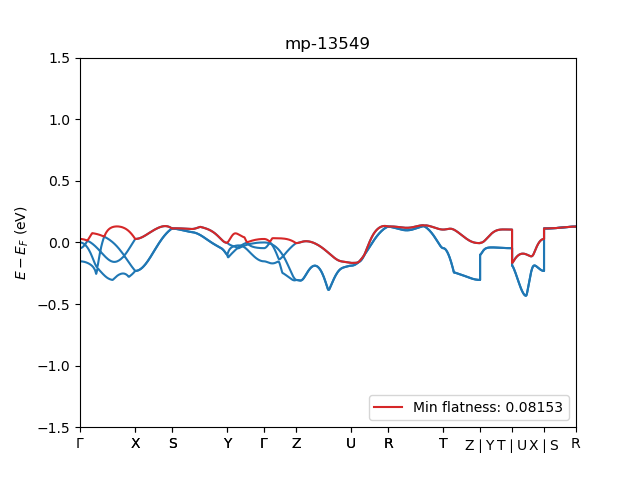 mp-13549
E − E_F (eV)
1.5
1.0
0.5
0.0
−0.5
−1.0
−1.5
Min flatness: 0.08153
Γ X S Y Γ Z U R T Z | Y T | U X | S R